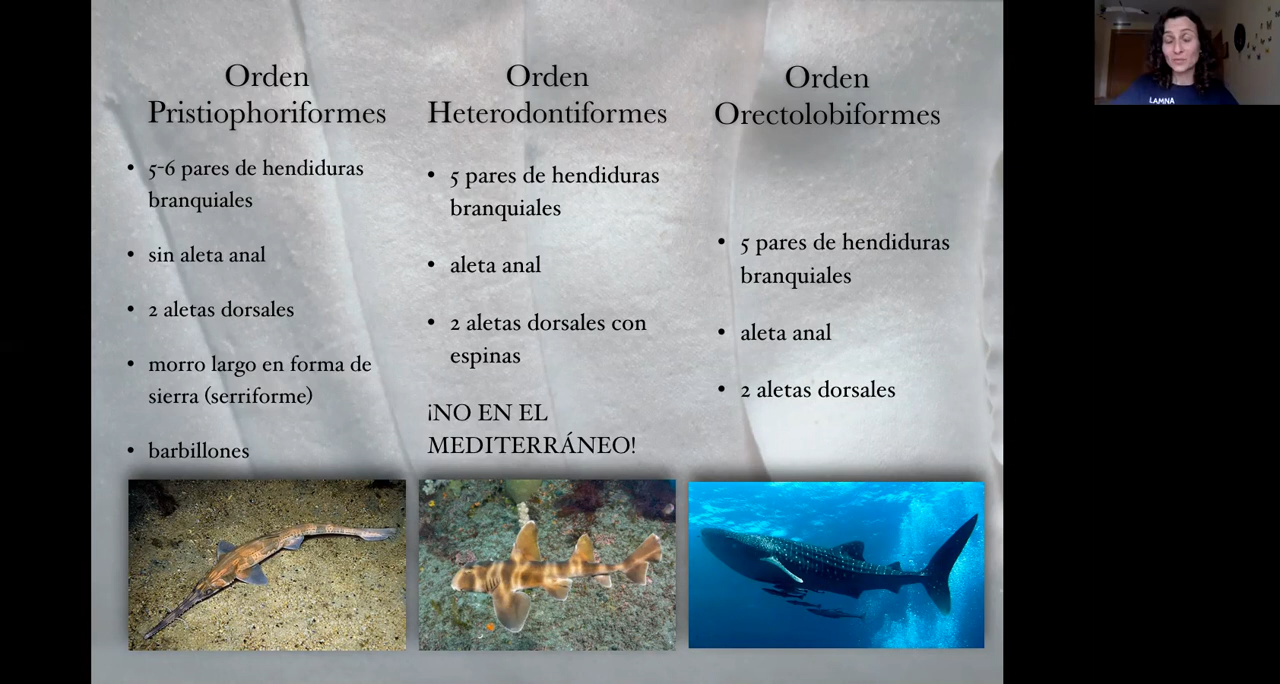 Orden
Pristiophoriformes
• 5-6 pares de hendiduras
branquiales
• sin aleta anal
• 2 aletas dorsales
• morro largo en forma de
sierra (serriforme)
• barbillones
Orden
Heterodontiformes
• 5 pares de hendiduras
branquiales
• aleta anal
• 2 aletas dorsales con
espinas
¡NO EN EL
MEDITERRÁNEO!
Orden
Orectolobiformes
• 5 pares de hendiduras
branquiales
• aleta anal
• 2 aletas dorsales
LAMNA